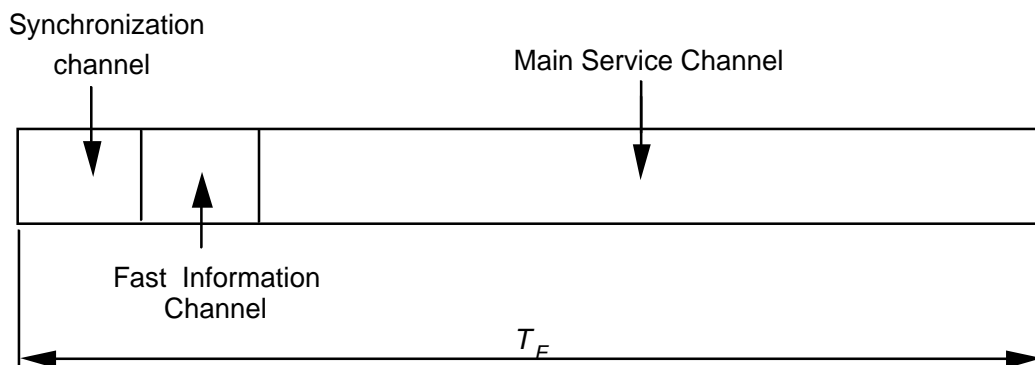 Synchronization
channel
Main Service Channel
Fast Information
Channel
T F